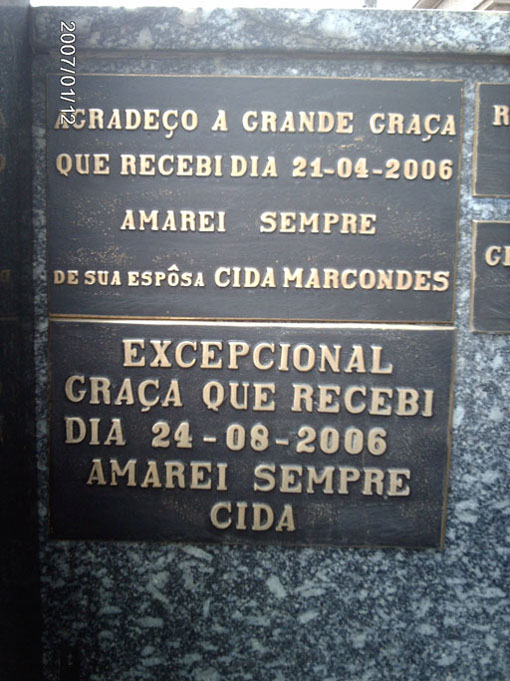 2007/01/12
AGRADEÇO A GRANDE GRAÇA
QUE RECEBI DIA 21-04-2006
AMAREI SEMPRE
DE SUA ESPÔSA CIDA MARCONDES
EXCEPCIONAL
GRAÇA QUE RECEBI
DIA 24-08-2006
AMAREI SEMPRE
CIDA